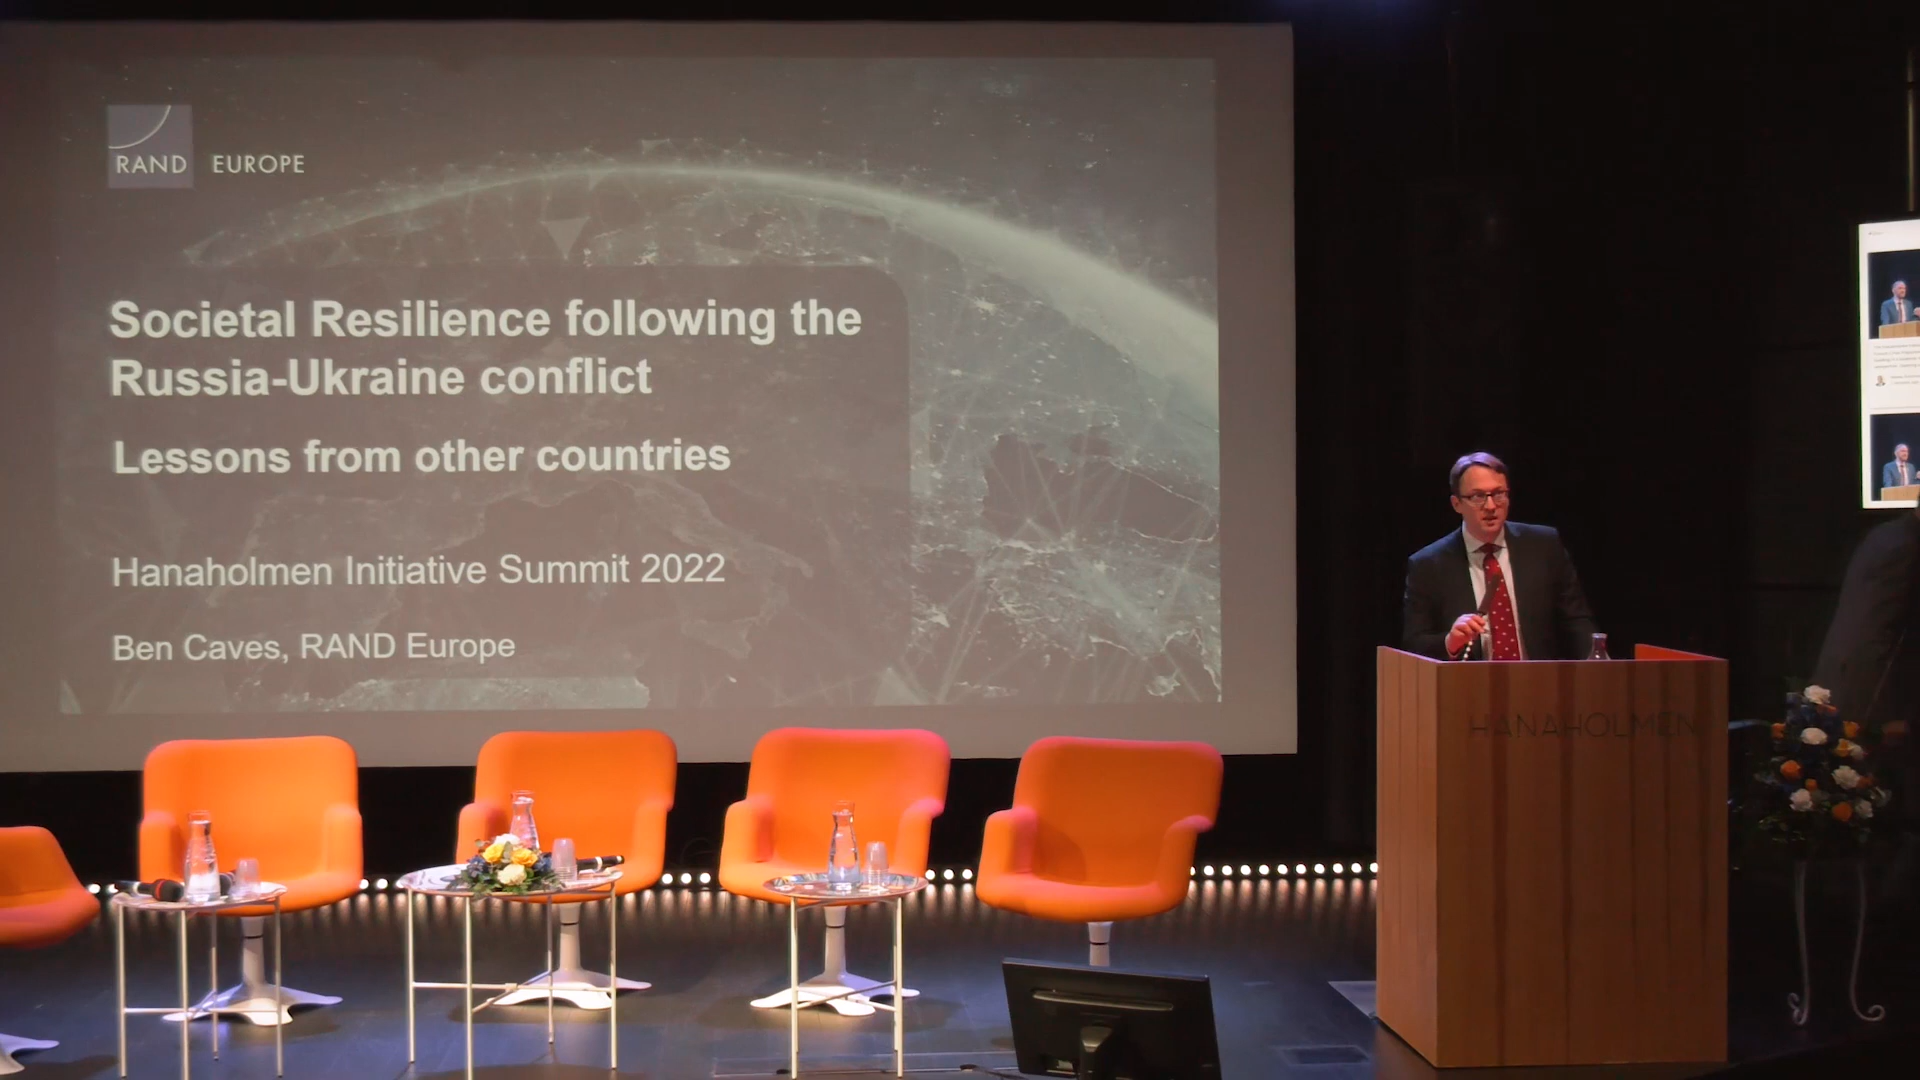 RAND EUROPE
Societal Resilience following the
Russia-Ukraine conflict
Lessons from other countries
Hanaholmen Initiative Summit 2022
Ben Caves, RAND Europe
HANAHOLMEN